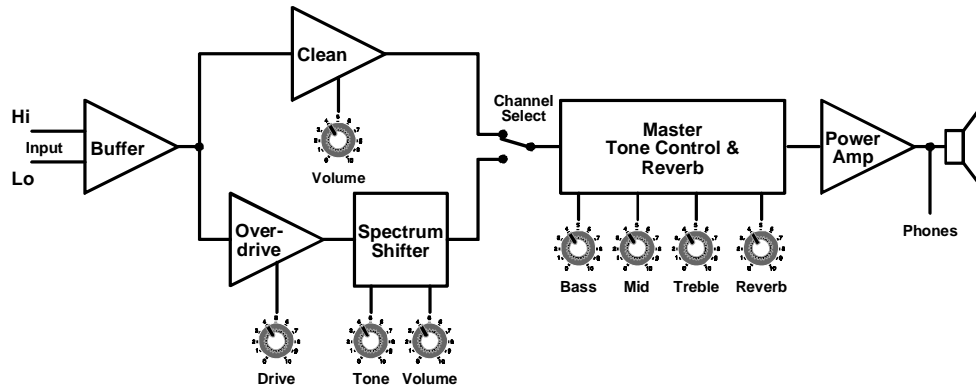 Hi
Input
Lo
Buffer
Clean
Volume
Over-
drive
Drive
Spectrum
Shifter
Tone
Volume
Channel
Select
Master
Tone Control &
Reverb
Bass
Mid
Treble
Reverb
Power
Amp
Phones